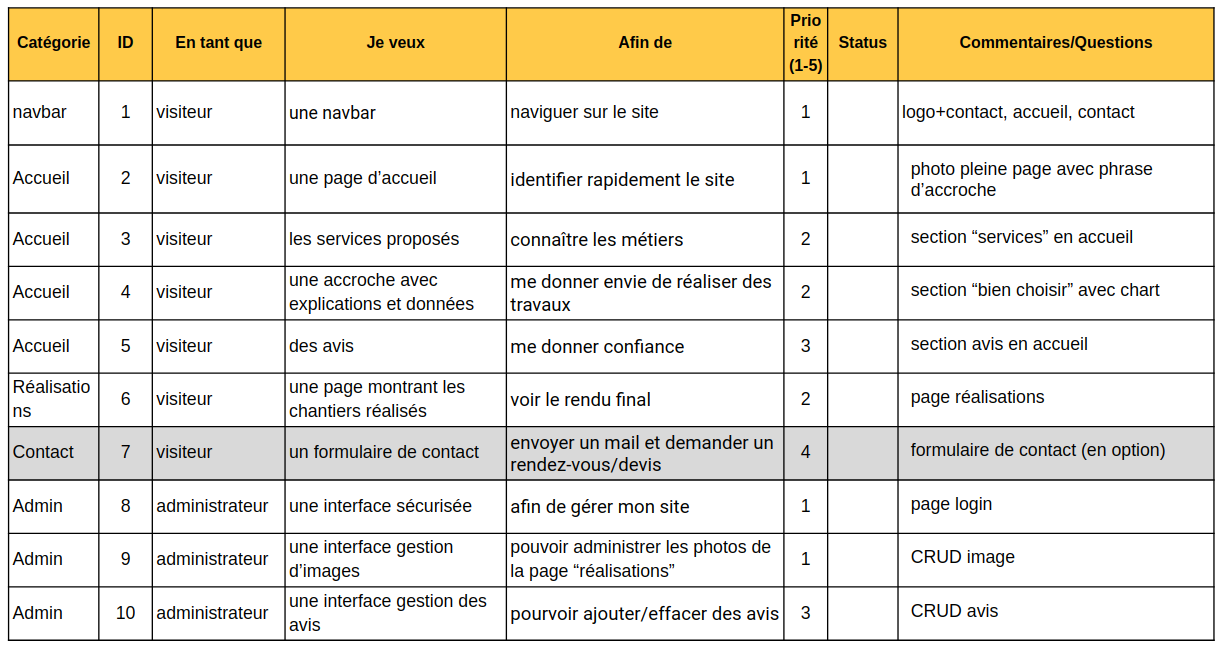 Catégorie ID En tant que Je veux Afin de Prio rité (1-5) Status Commentaires/Questions
navbar 1 visiteur une navbar naviguer sur le site 1 logo+contact, accueil, contact
Accueil 2 visiteur une page d’accueil identifier rapidement le site 1 photo pleine page avec phrase d’accroche
Accueil 3 visiteur les services proposés connaître les métiers 2 section “services” en accueil
Accueil 4 visiteur une accroche avec explications et données me donner envie de réaliser des travaux 2 section “bien choisir” avec chart
Accueil 5 visiteur des avis me donner confiance 3 section avis en accueil
Réalisatio ns 6 visiteur une page montrant les chantiers réalisés voir le rendu final 2 page réalisations
Contact 7 visiteur un formulaire de contact envoyer un mail et demander un rendez-vous/devis 4 formulaire de contact (en option)
Admin 8 administrateur une interface sécurisée afin de gérer mon site 1 page login
Admin 9 administrateur une interface gestion d’images pouvoir administrer les photos de la page “réalisations” 1 CRUD image
Admin 10 administrateur une interface gestion des avis pourvoir ajouter/effacer des avis 3 CRUD avis